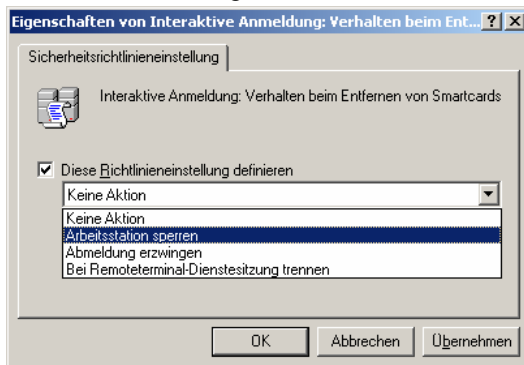 Eigenschaften von Interaktive Anmeldung: Verhalten beim Ent...
Sicherheitsrichtlinieneinstellung
Interaktive Anmeldung: Verhalten beim Entfernen von Smartcards
Diese Richtlinieneinstellung definieren
Keine Aktion
Keine Aktion
Arbeitsstation sperren
Abmeldung erzwingen
Bei Remoteterminal-Dienstesitzung trennen
OK Abbrechen Übernehmen